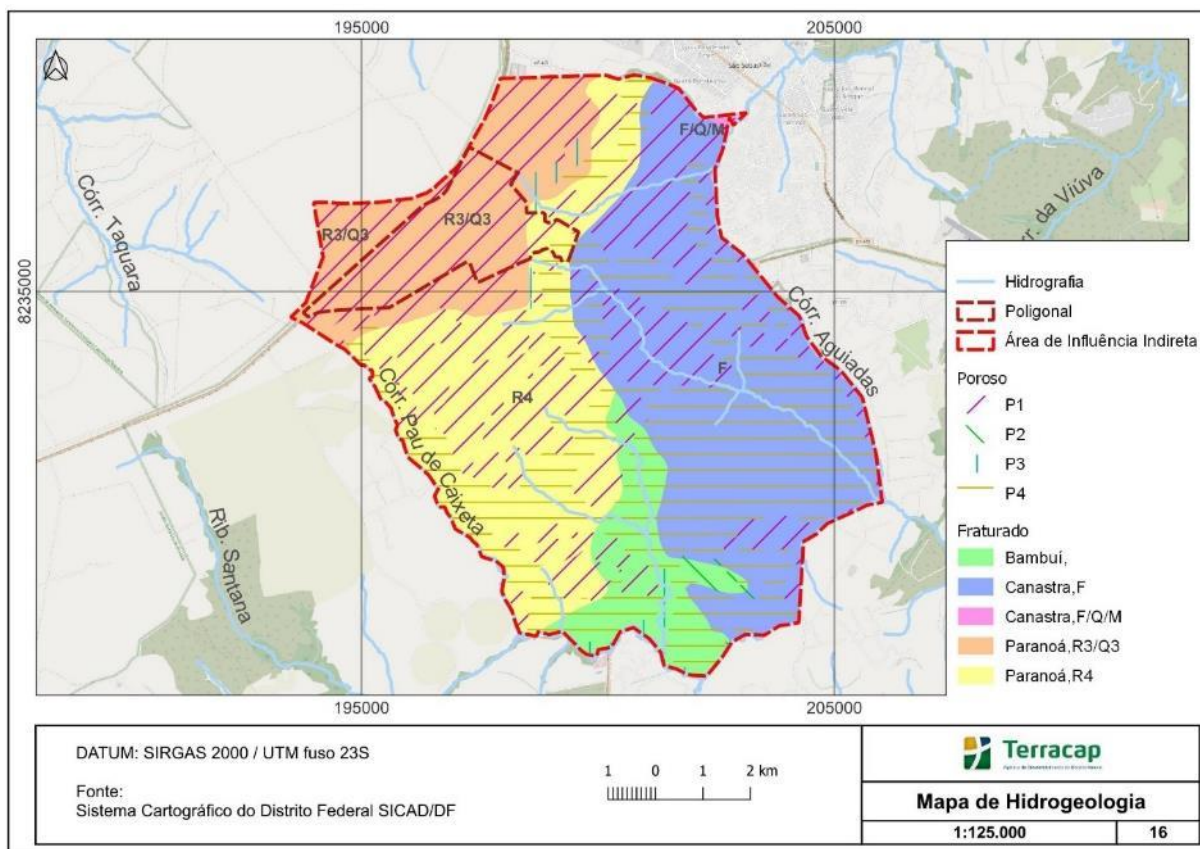 195000
205000
F/Q/M
Córr. Taquara
R3/Q3
R3/Q3
rr. da Viúva
8235000
Córr. Aguiadas
F
R4
Córr. Pau de Caixeta
Rib. Santana
Hidrografia
Poligonal
Área de Influência Indireta
Poroso
P1
P2
P3
P4
Fraturado
Bambuí,
Canastra,F
Canastra,F/Q/M
Paranoá,R3/Q3
Paranoá,R4
195000
205000
DATUM: SIRGAS 2000 / UTM fuso 23S
Fonte:
Sistema Cartográfico do Distrito Federal SICAD/DF
1 0 1 2 km
Terracap
Mapa de Hidrogeologia
1:125.000 16